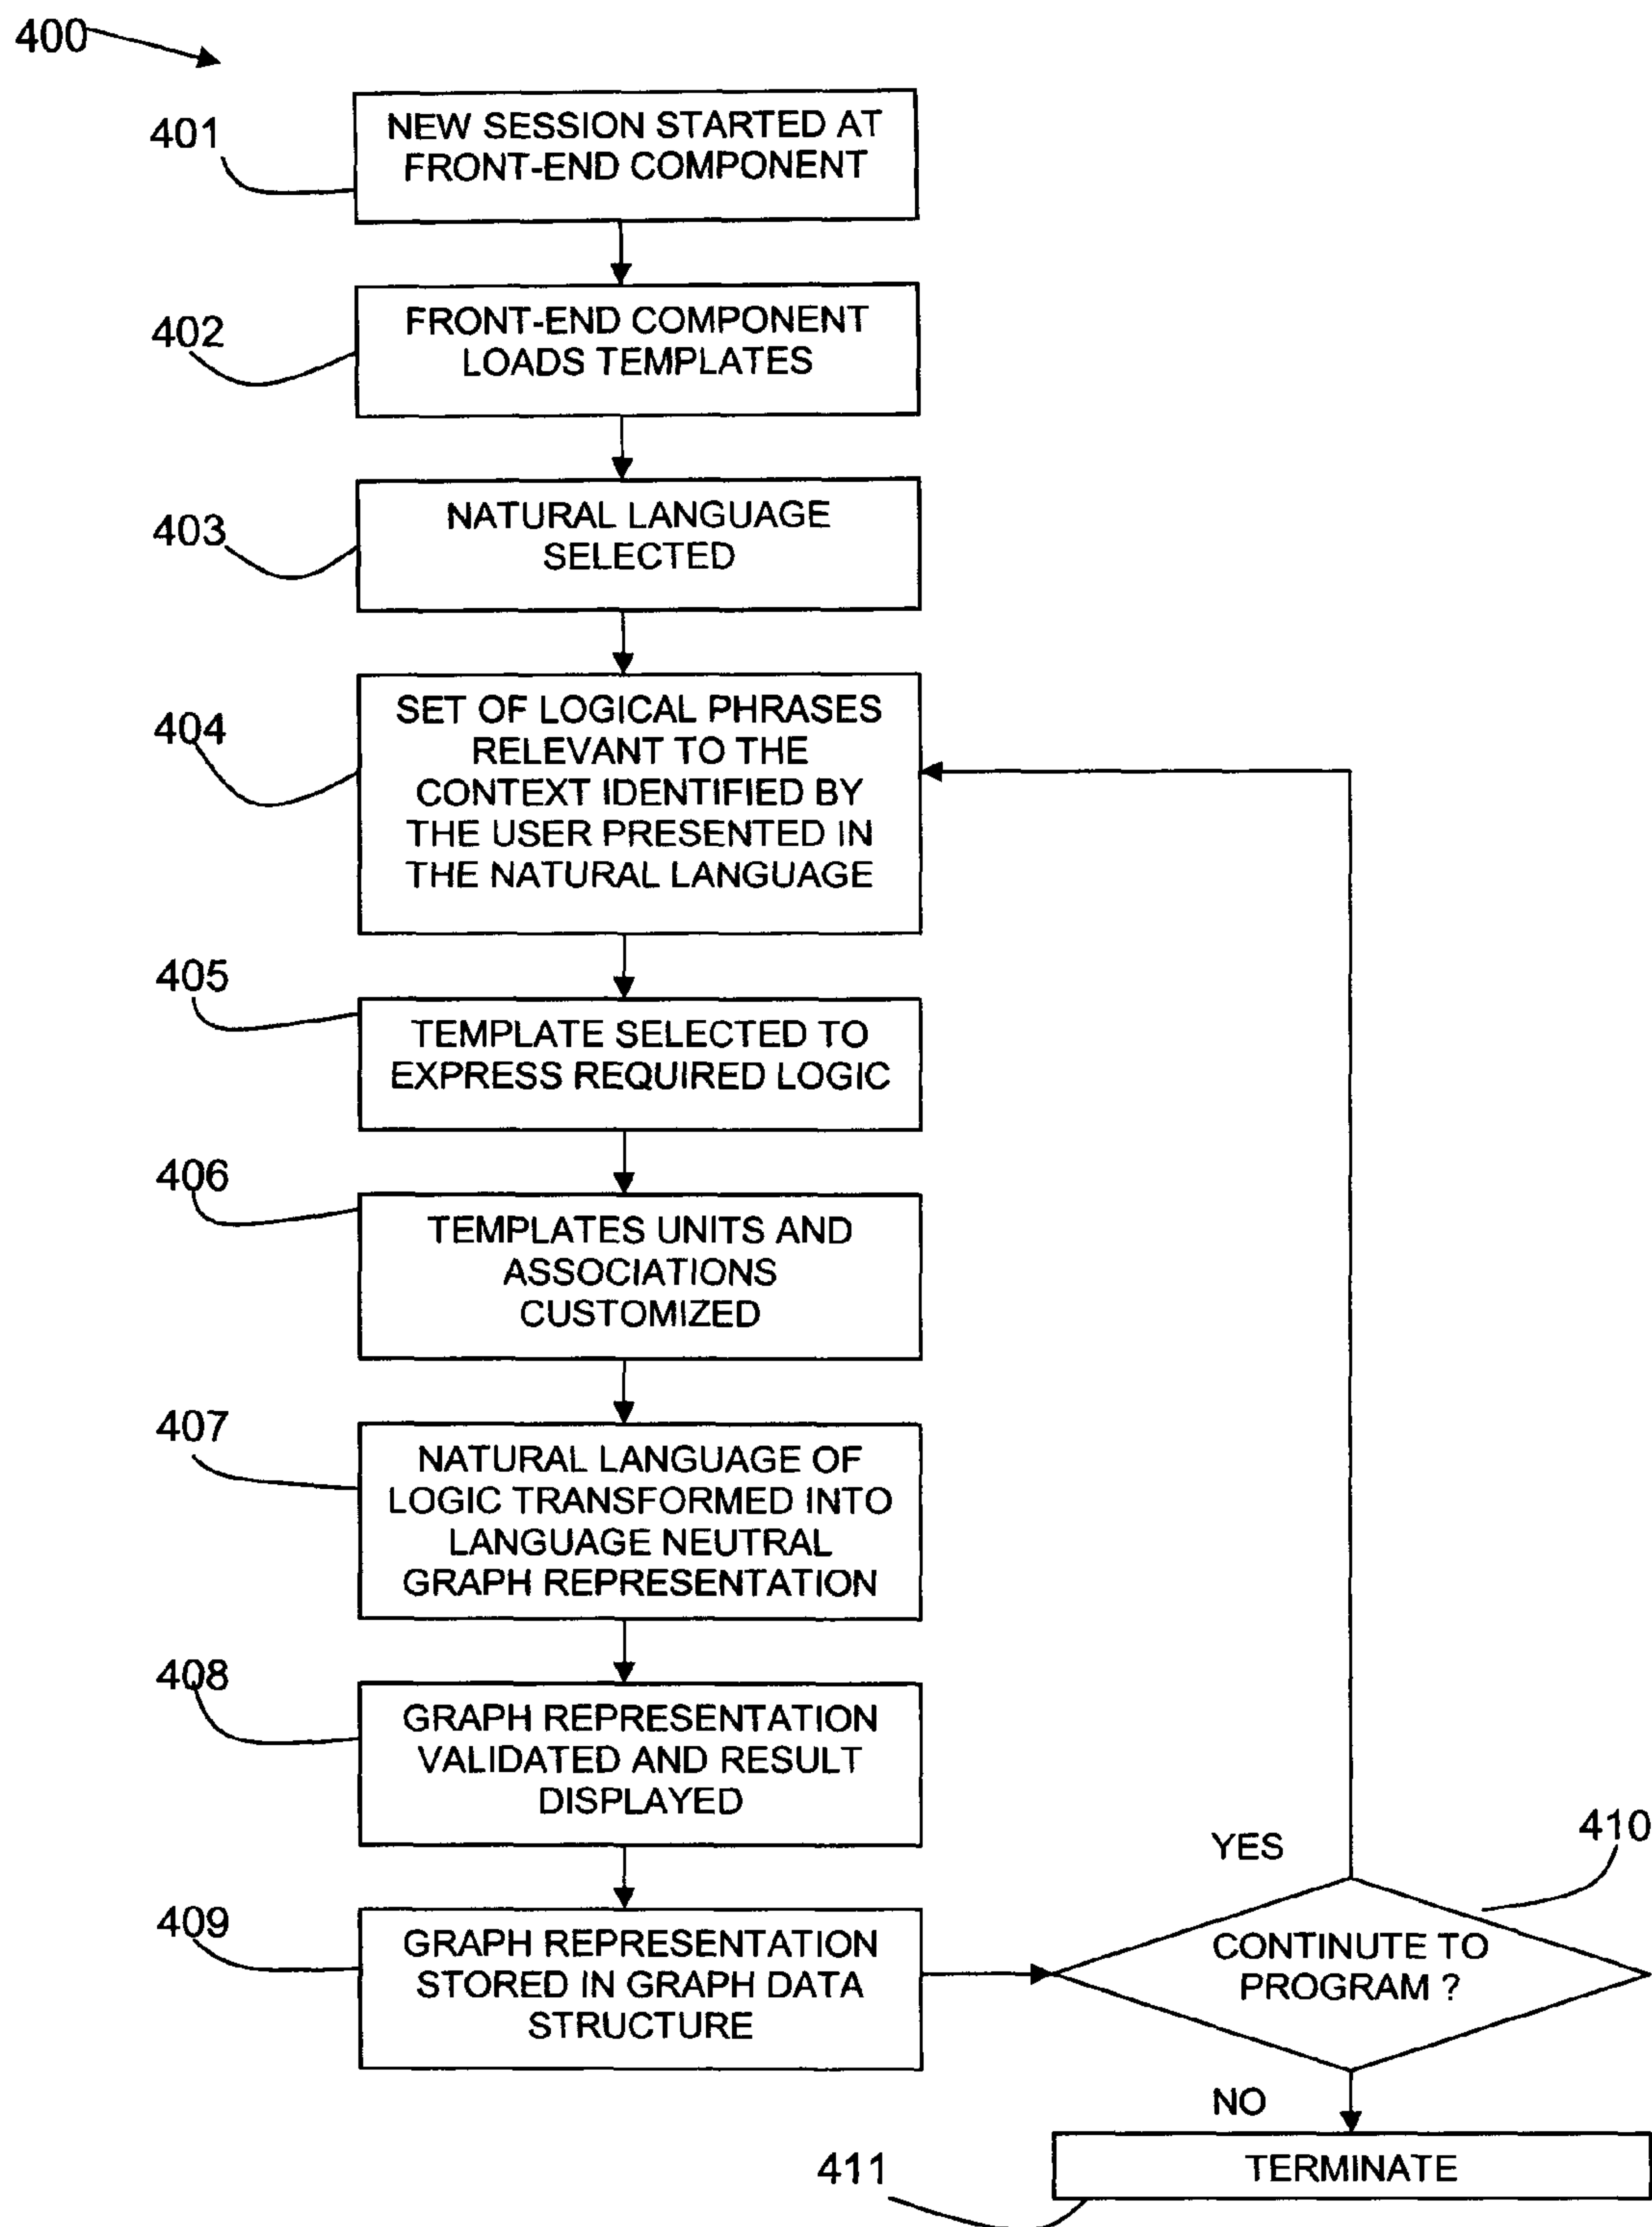 400
401
NEW SESSION STARTED AT
FRONT-END COMPONENT
402
FRONT-END COMPONENT
LOADS TEMPLATES
403
NATURAL LANGUAGE
SELECTED
404
SET OF LOGICAL PHRASES
RELEVANT TO THE
CONTEXT IDENTIFIED BY
THE USER PRESENTED IN
THE NATURAL LANGUAGE
405
TEMPLATE SELECTED TO
EXPRESS REQUIRED LOGIC
406
TEMPLATES UNITS AND
ASSOCIATIONS
CUSTOMIZED
407
NATURAL LANGUAGE OF
LOGIC TRANSFORMED INTO
LANGUAGE NEUTRAL
GRAPH REPRESENTATION
408
GRAPH REPRESENTATION
VALIDATED AND RESULT
DISPLAYED
409
GRAPH REPRESENTATION
STORED IN GRAPH DATA
STRUCTURE
YES
410
CONTINUTE TO
PROGRAM ?
NO
411
TERMINATE